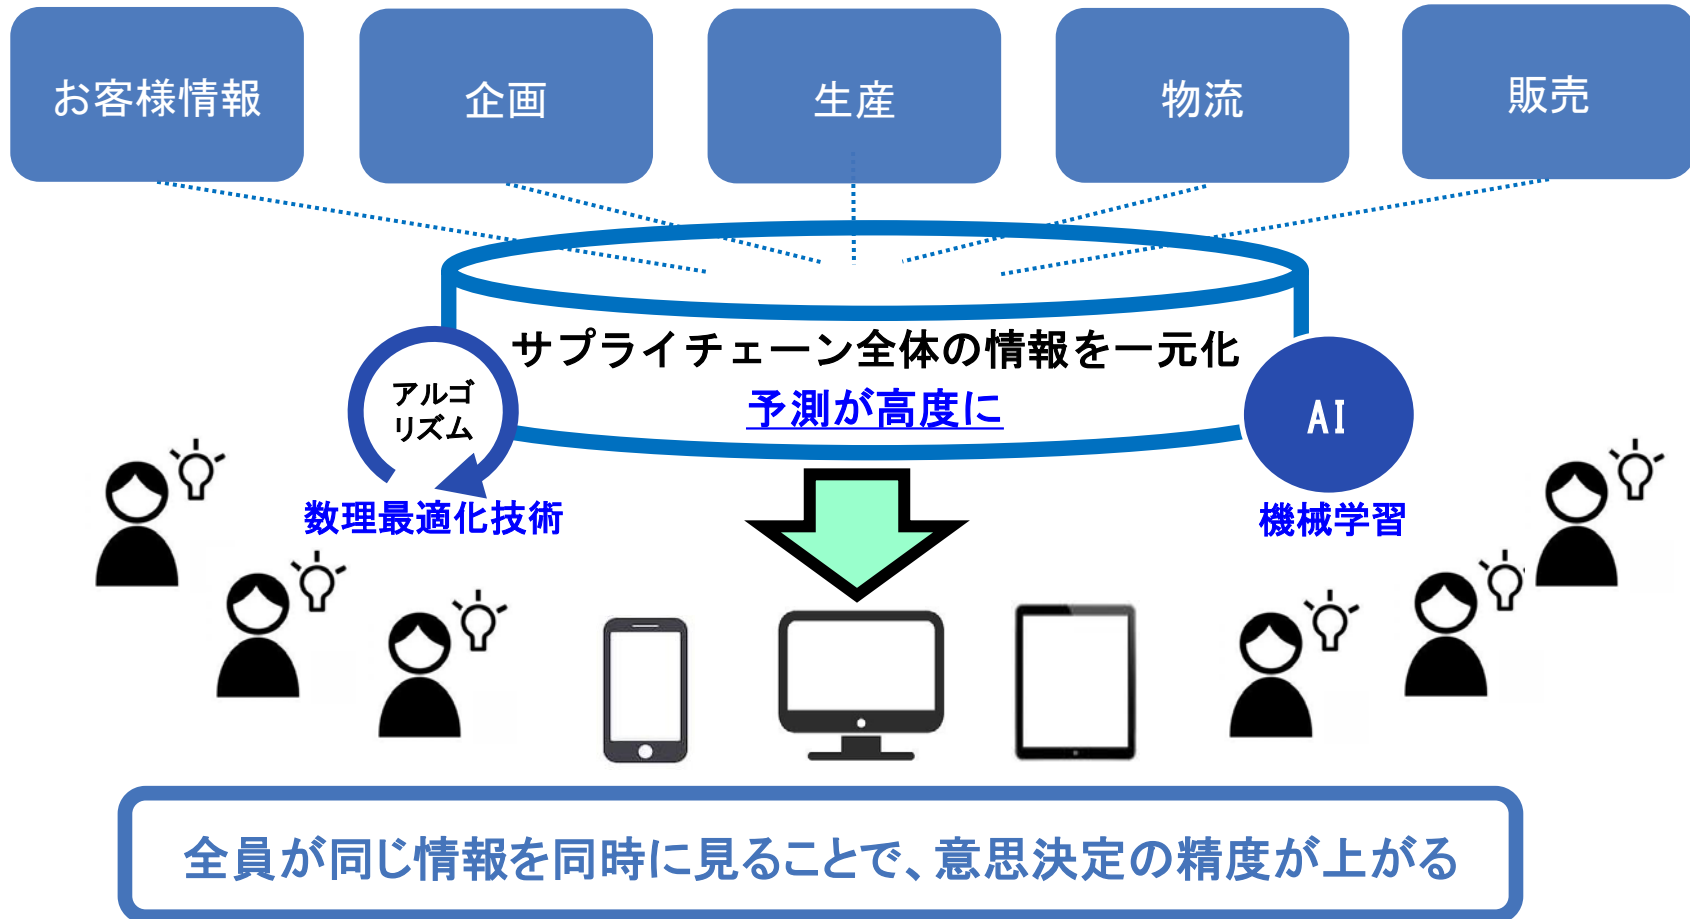 お客様情報
企画
生産
物流
販売
サプライチェーン全体の情報を一元化
予測が高度に
アルゴ
リズム
AI
数理最適化技術
機械学習
全員が同じ情報を同時に見ることで、意思決定の精度が上がる